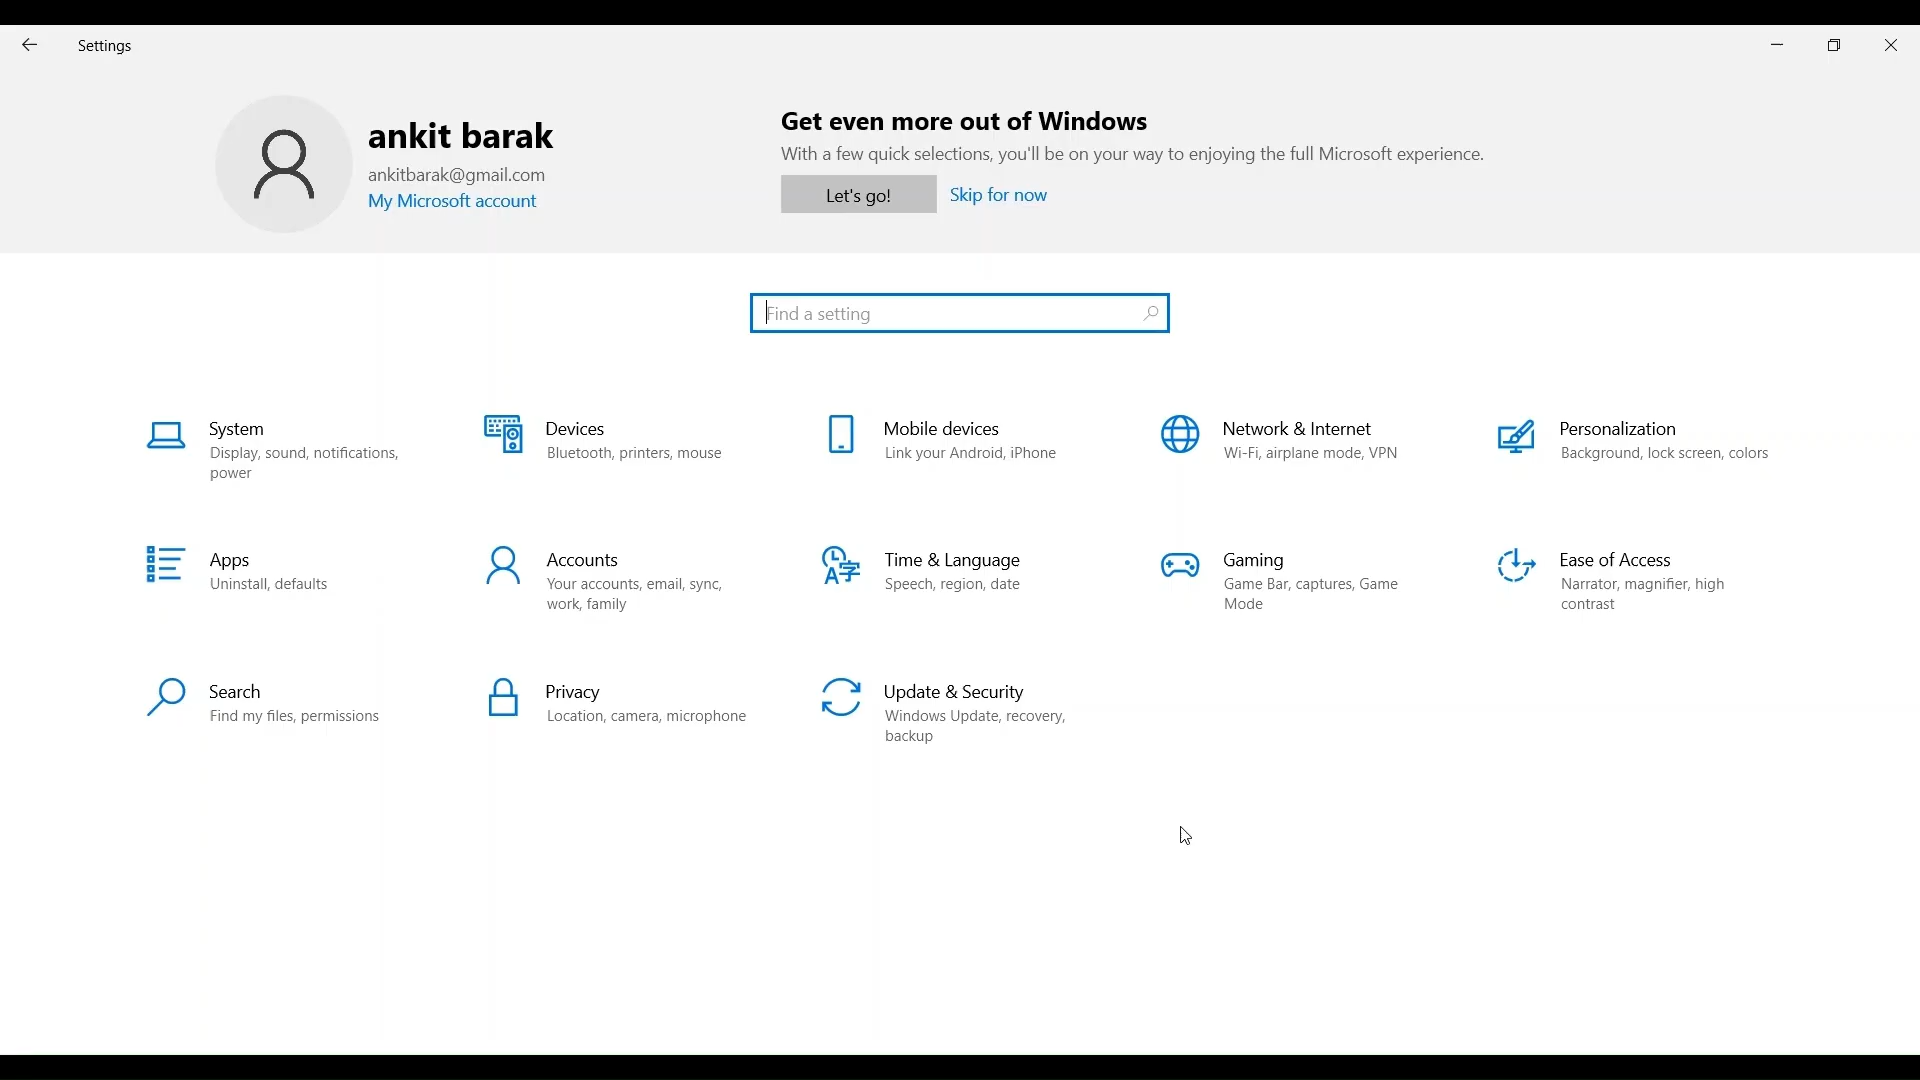 Settings
ankit barak
ankitbarak@gmail.com
My Microsoft account
Get even more out of Windows
With a few quick selections, you'll be on your way to enjoying the full Microsoft experience.
Let's go!
Skip for now
Find a setting
System
Display, sound, notifications,
power
Devices
Bluetooth, printers, mouse
Mobile devices
Link your Android, iPhone
Network & Internet
Wi-Fi, airplane mode, VPN
Personalization
Background, lock screen, colors
Apps
Uninstall, defaults
Accounts
Your accounts, email, sync,
work, family
Time & Language
Speech, region, date
Gaming
Game Bar, captures, Game
Mode
Ease of Access
Narrator, magnifier, high
contrast
Search
Find my files, permissions
Privacy
Location, camera, microphone
Update & Security
Windows Update, recovery,
backup